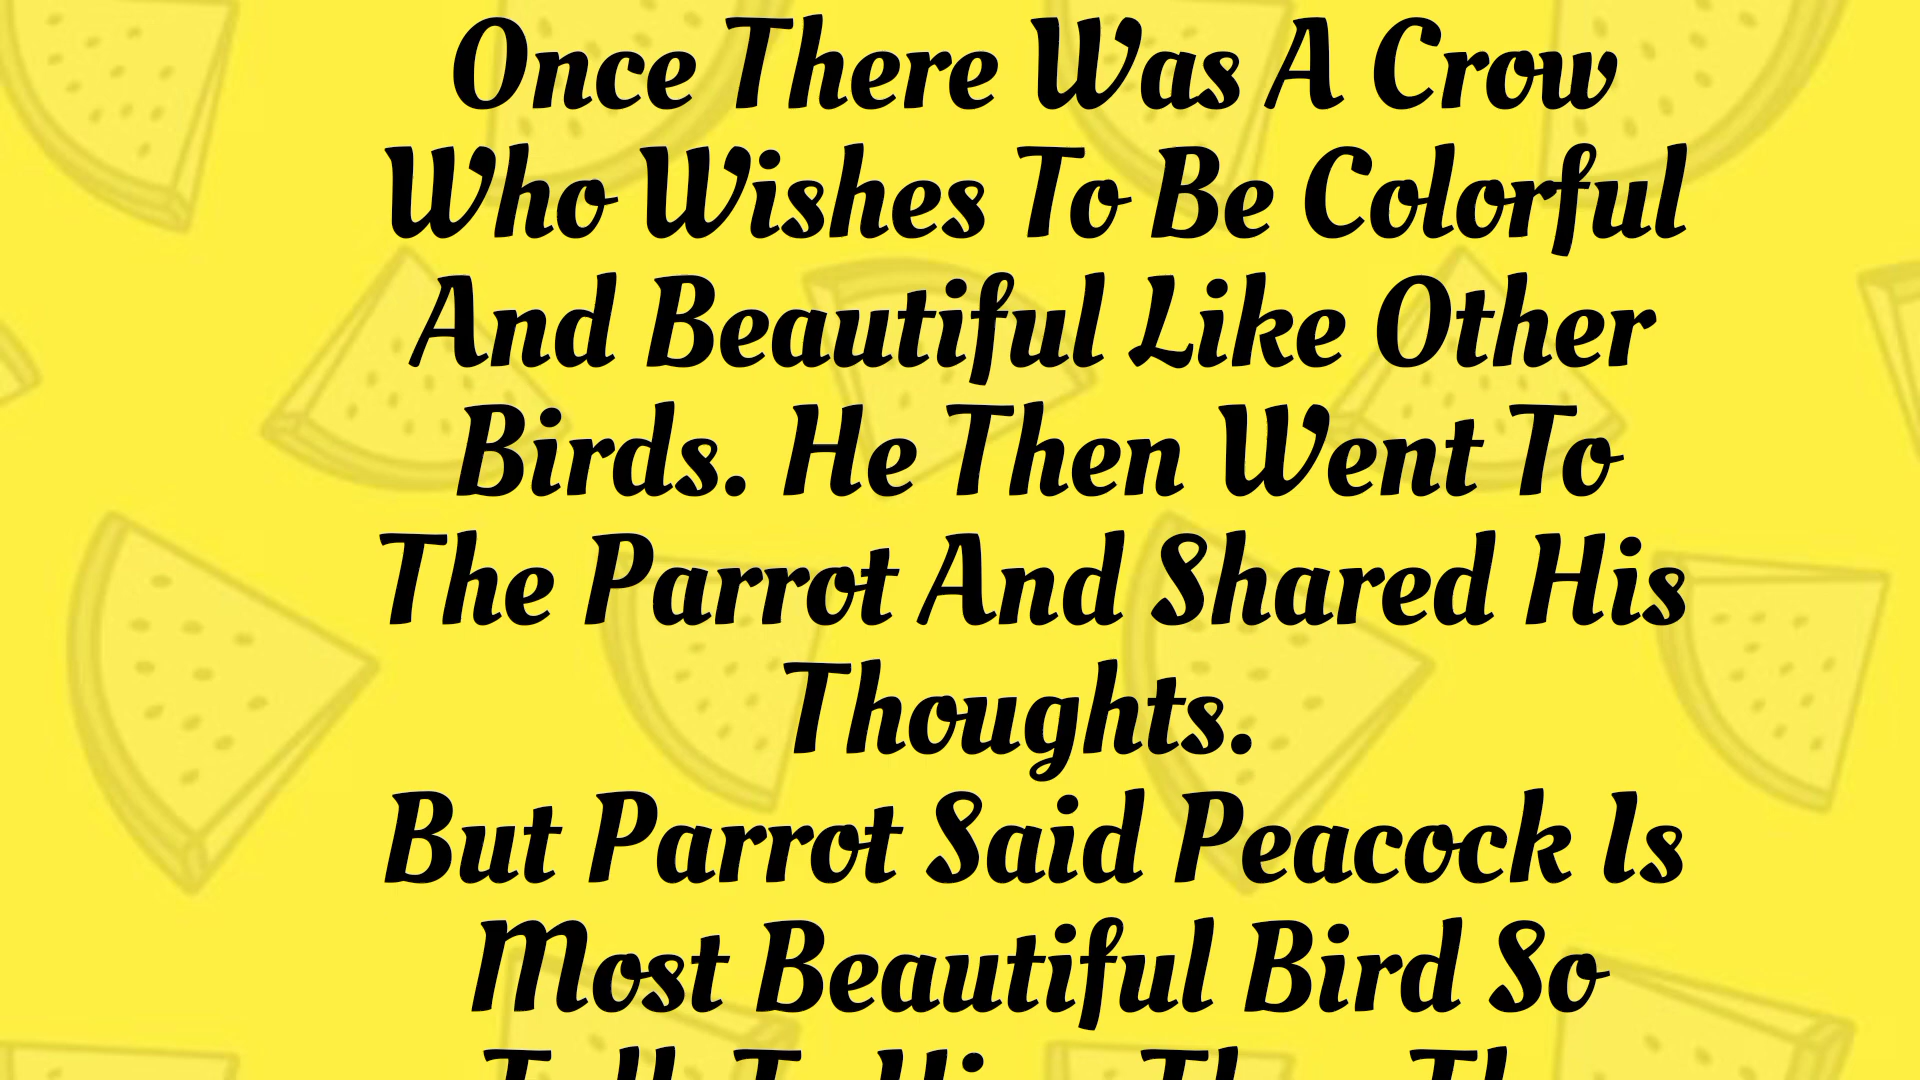 Once There Was A Crow
Who Wishes To Be Colorful
And Beautiful Like Other
Birds. He Then Went To
The Parrot And Shared His
Thoughts.
But Parrot Said Peacock Is
Most Beautiful Bird So